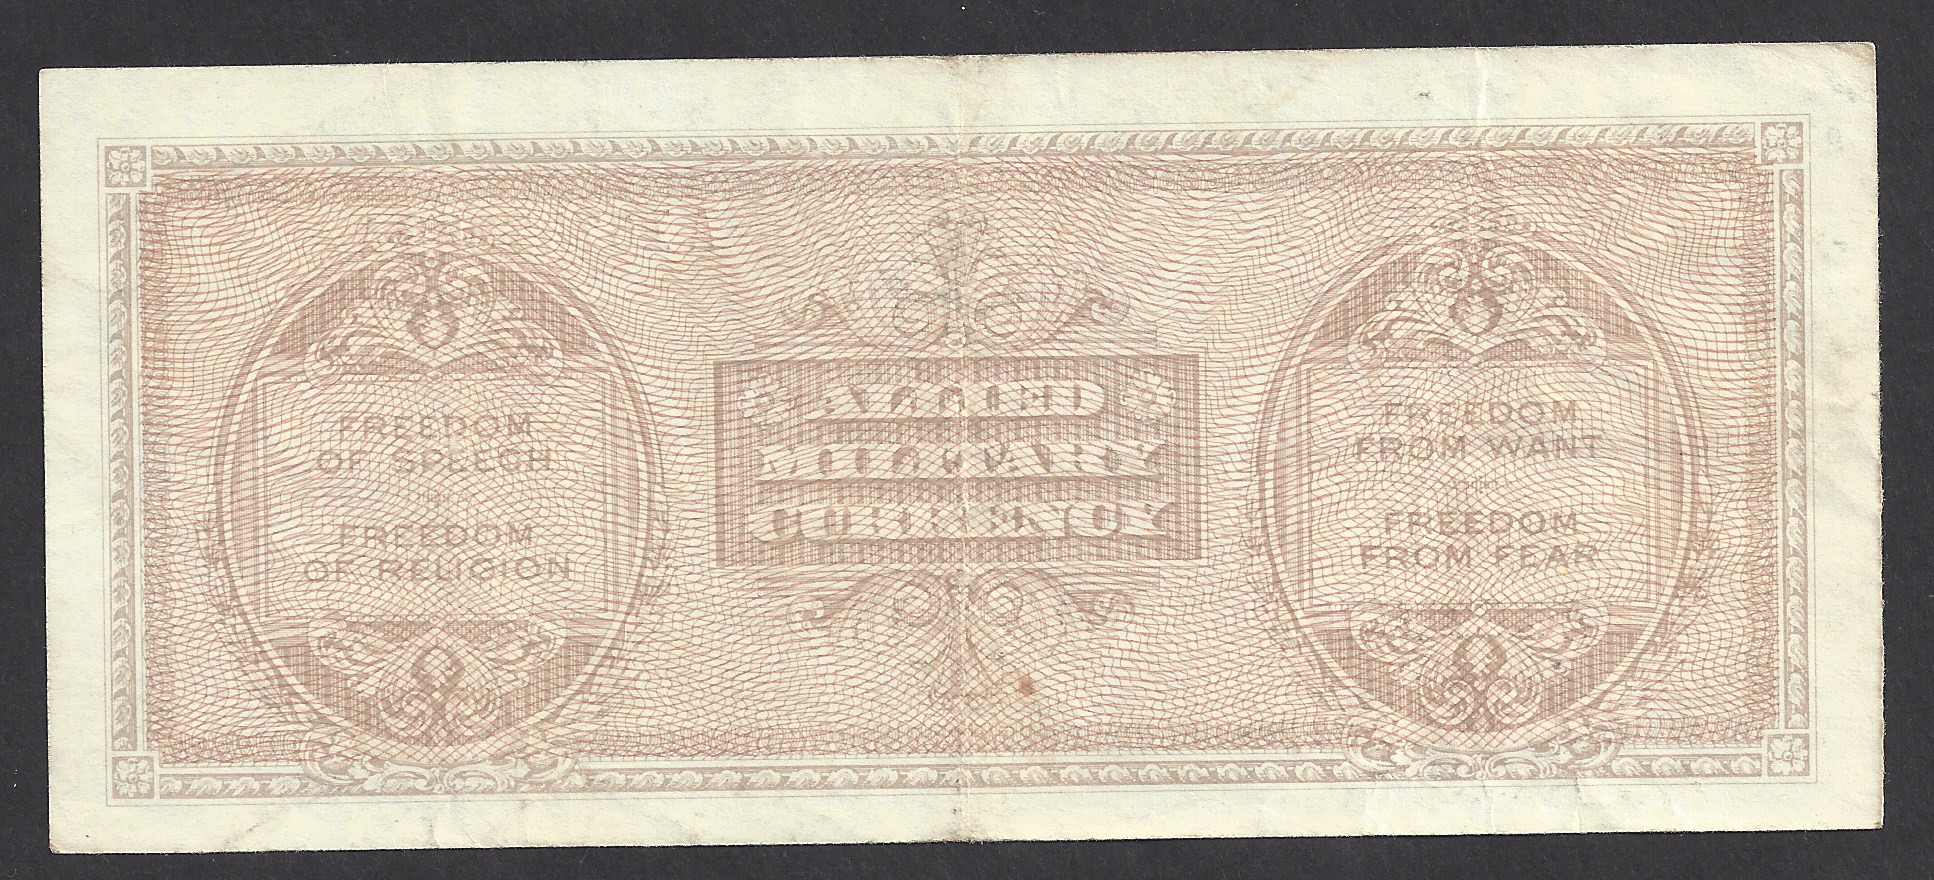 FREEDOM
OF SPEECH
FREEDOM
OF RELIGION
ALLIED
MILITARY
CURRENCY
FREEDOM
FROM WANT
FREEDOM
FROM FEAR